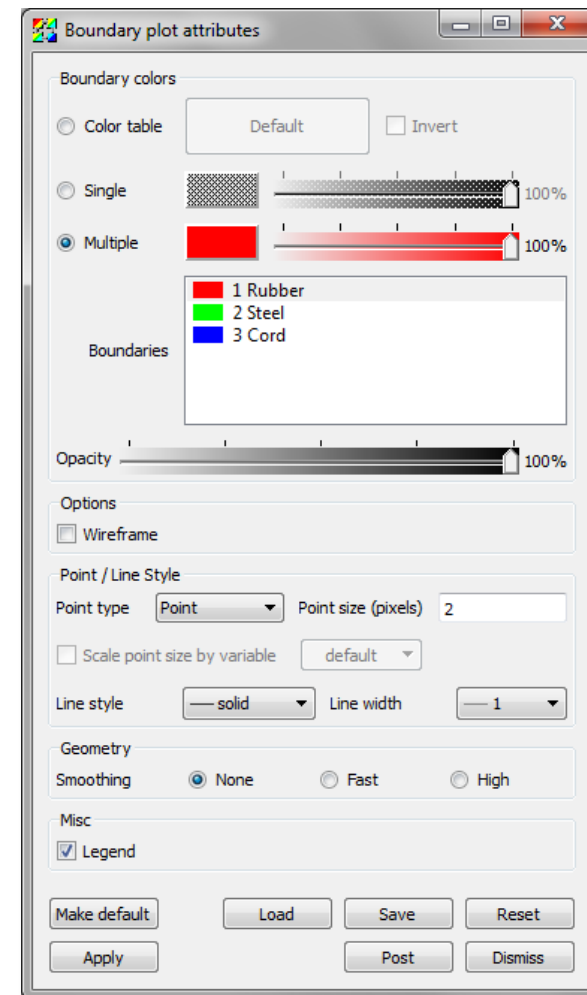 Boundary plot attributes
Boundary colors
Color table Default Invert
Single 100%
Multiple 100%
1 Rubber
2 Steel
3 Cord
Boundaries
Opacity 100%
Options
Wireframe
Point / Line Style
Point type Point Point size (pixels) 2
Scale point size by variable default
Line style solid Line width 1
Geometry
Smoothing None Fast High
Misc
Legend
Make default Load Save Reset
Apply Post Dismiss